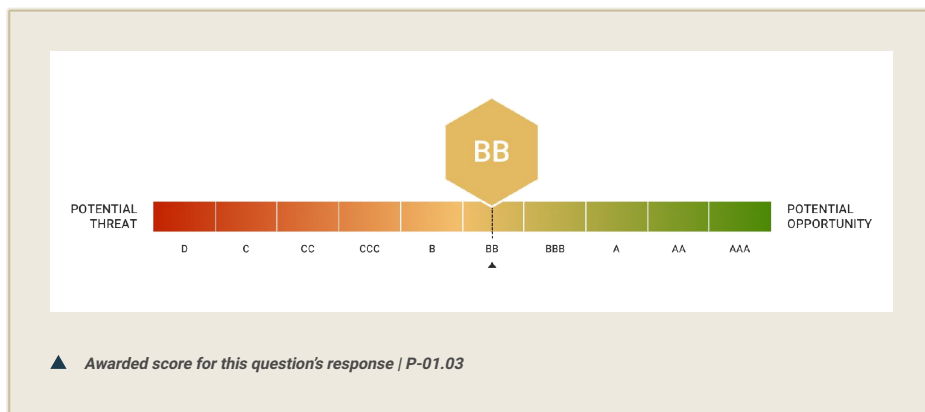 BB
POTENTIAL
THREAT
POTENTIAL
OPPORTUNITY
D C CC CCC B BB BBB A AA AAA
Awarded score for this question's response | P-01.03